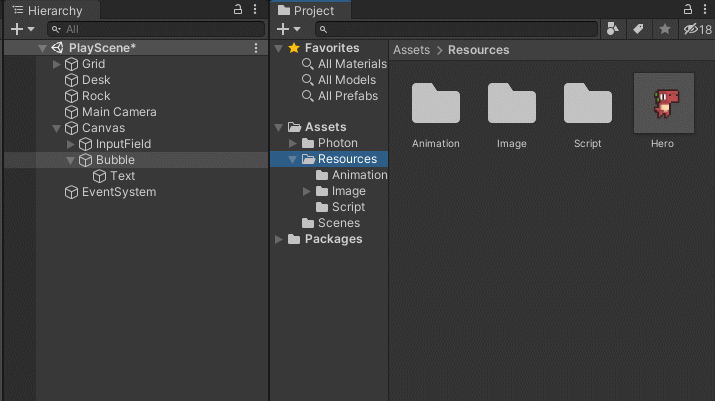 Hierarchy
All
PlayScene*
Grid
Desk
Rock
Main Camera
Canvas
InputField
Bubble
Text
EventSystem
Project
18
Favorites
All Materials
All Models
All Prefabs
Assets
Photon
Resources
Animation
Image
Script
Scenes
Packages
Assets > Resources
Animation
Image
Script
Hero